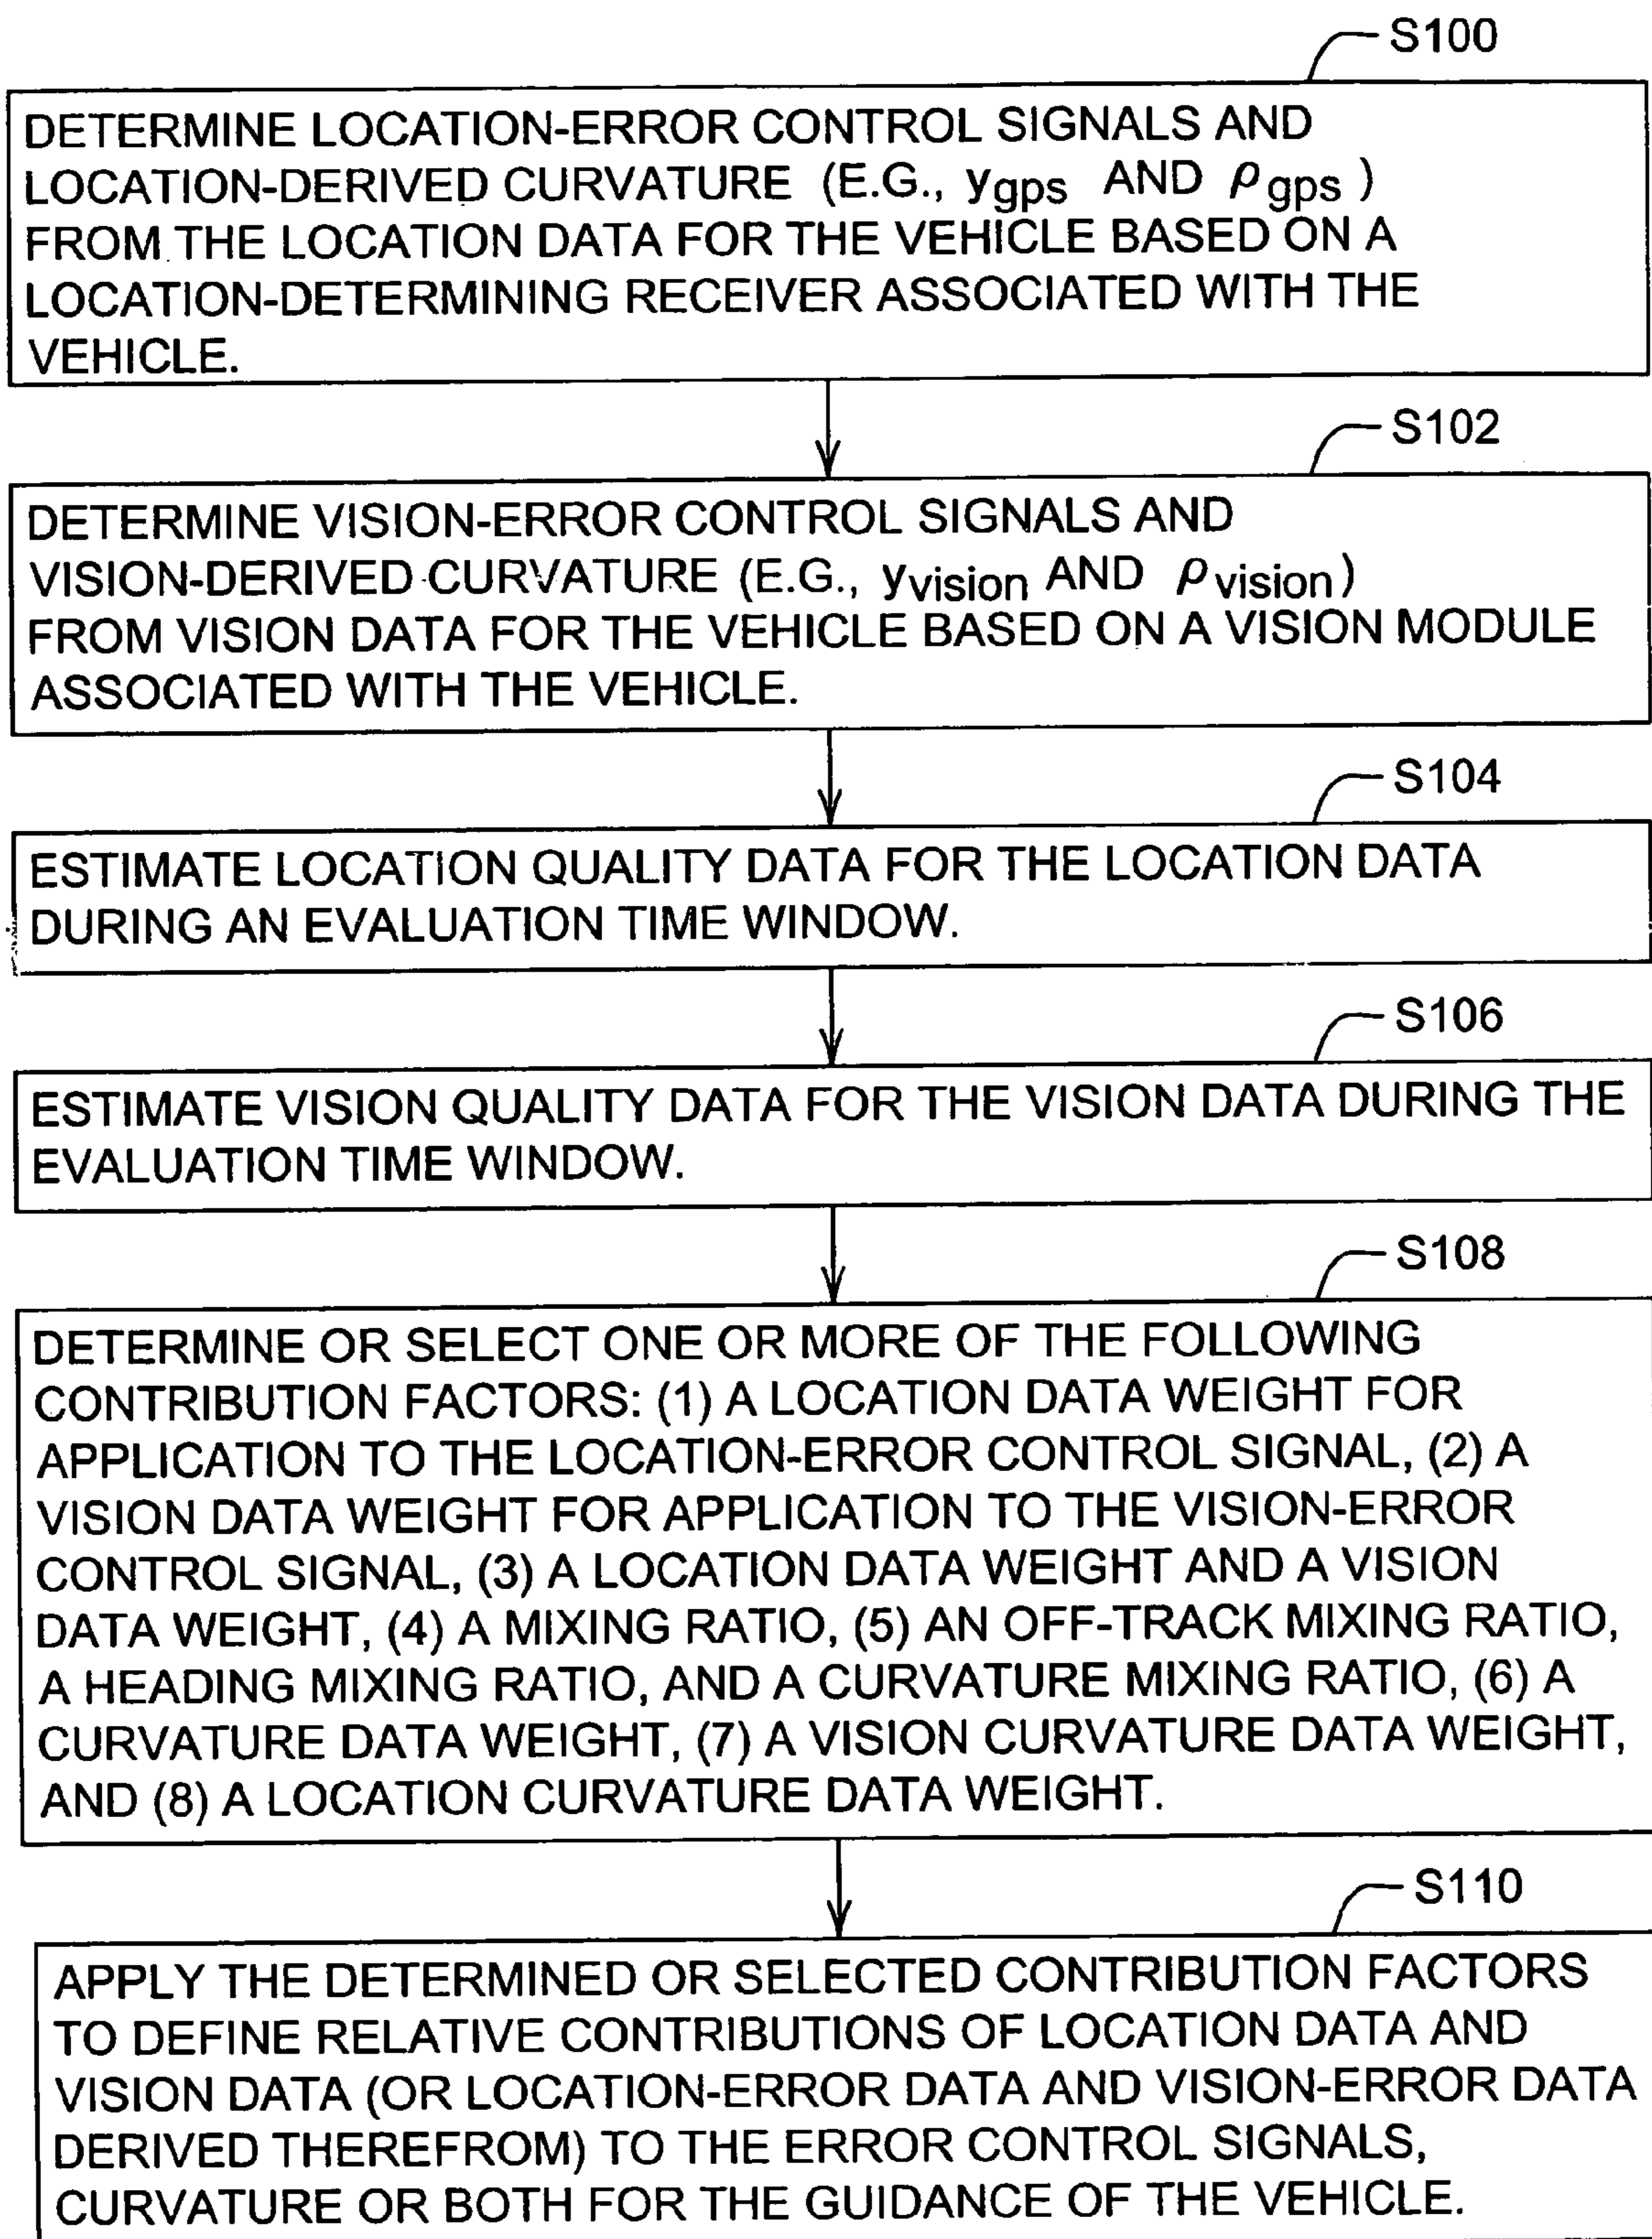 S100
DETERMINE LOCATION-ERROR CONTROL SIGNALS AND
LOCATION-DERIVED CURVATURE (E.G., ygps AND ρgps)
FROM THE LOCATION DATA FOR THE VEHICLE BASED ON A
LOCATION-DETERMINING RECEIVER ASSOCIATED WITH THE
VEHICLE.
S102
DETERMINE VISION-ERROR CONTROL SIGNALS AND
VISION-DERIVED CURVATURE (E.G., yvision AND ρvision)
FROM VISION DATA FOR THE VEHICLE BASED ON A VISION MODULE
ASSOCIATED WITH THE VEHICLE.
S104
ESTIMATE LOCATION QUALITY DATA FOR THE LOCATION DATA
DURING AN EVALUATION TIME WINDOW.
S106
ESTIMATE VISION QUALITY DATA FOR THE VISION DATA DURING THE
EVALUATION TIME WINDOW.
S108
DETERMINE OR SELECT ONE OR MORE OF THE FOLLOWING
CONTRIBUTION FACTORS: (1) A LOCATION DATA WEIGHT FOR
APPLICATION TO THE LOCATION-ERROR CONTROL SIGNAL, (2) A
VISION DATA WEIGHT FOR APPLICATION TO THE VISION-ERROR
CONTROL SIGNAL, (3) A LOCATION DATA WEIGHT AND A VISION
DATA WEIGHT, (4) A MIXING RATIO, (5) AN OFF-TRACK MIXING RATIO,
A HEADING MIXING RATIO, AND A CURVATURE MIXING RATIO, (6) A
CURVATURE DATA WEIGHT, (7) A VISION CURVATURE DATA WEIGHT,
AND (8) A LOCATION CURVATURE DATA WEIGHT.
S110
APPLY THE DETERMINED OR SELECTED CONTRIBUTION FACTORS
TO DEFINE RELATIVE CONTRIBUTIONS OF LOCATION DATA AND
VISION DATA (OR LOCATION-ERROR DATA AND VISION-ERROR DATA
DERIVED THEREFROM) TO THE ERROR CONTROL SIGNALS,
CURVATURE OR BOTH FOR THE GUIDANCE OF THE VEHICLE.